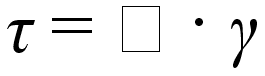 τ = □ · γ